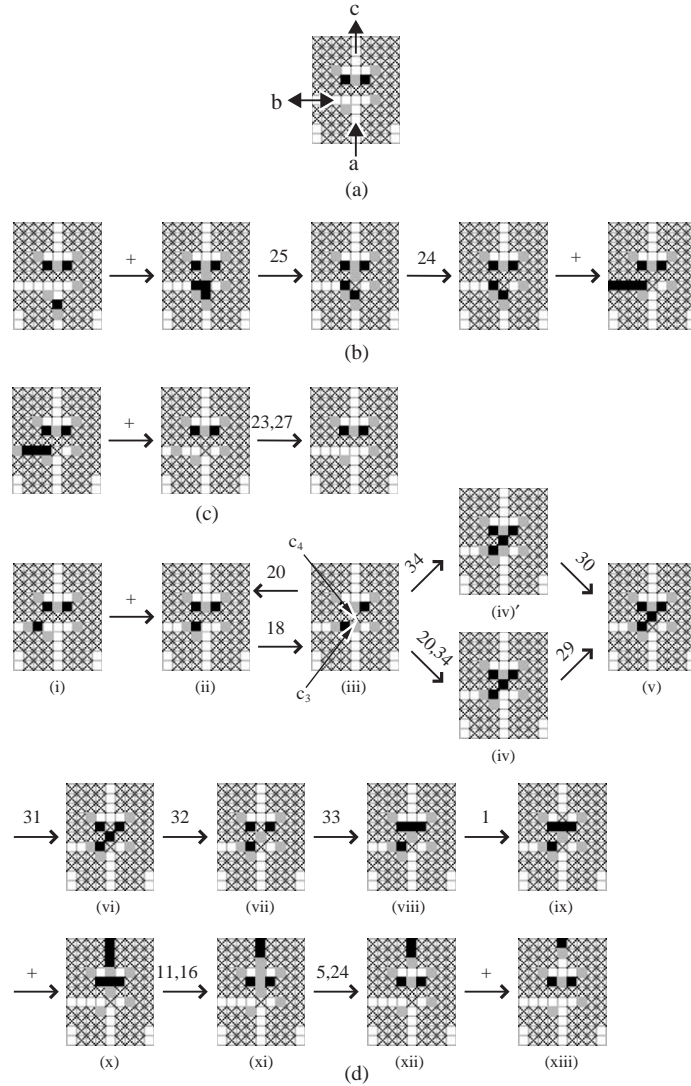 c
b
a
(a)
+ 25 24 +
(b)
+ 23,27
(c)
c4
+ 20 34 30
18 20,34 29
c3
(iv)′
(i) (ii) (iii) (v)
(iv)
31 32 33 1
(vi) (vii) (viii) (ix)
+ 11,16 5,24 +
(x) (xi) (xii) (xiii)
(d)